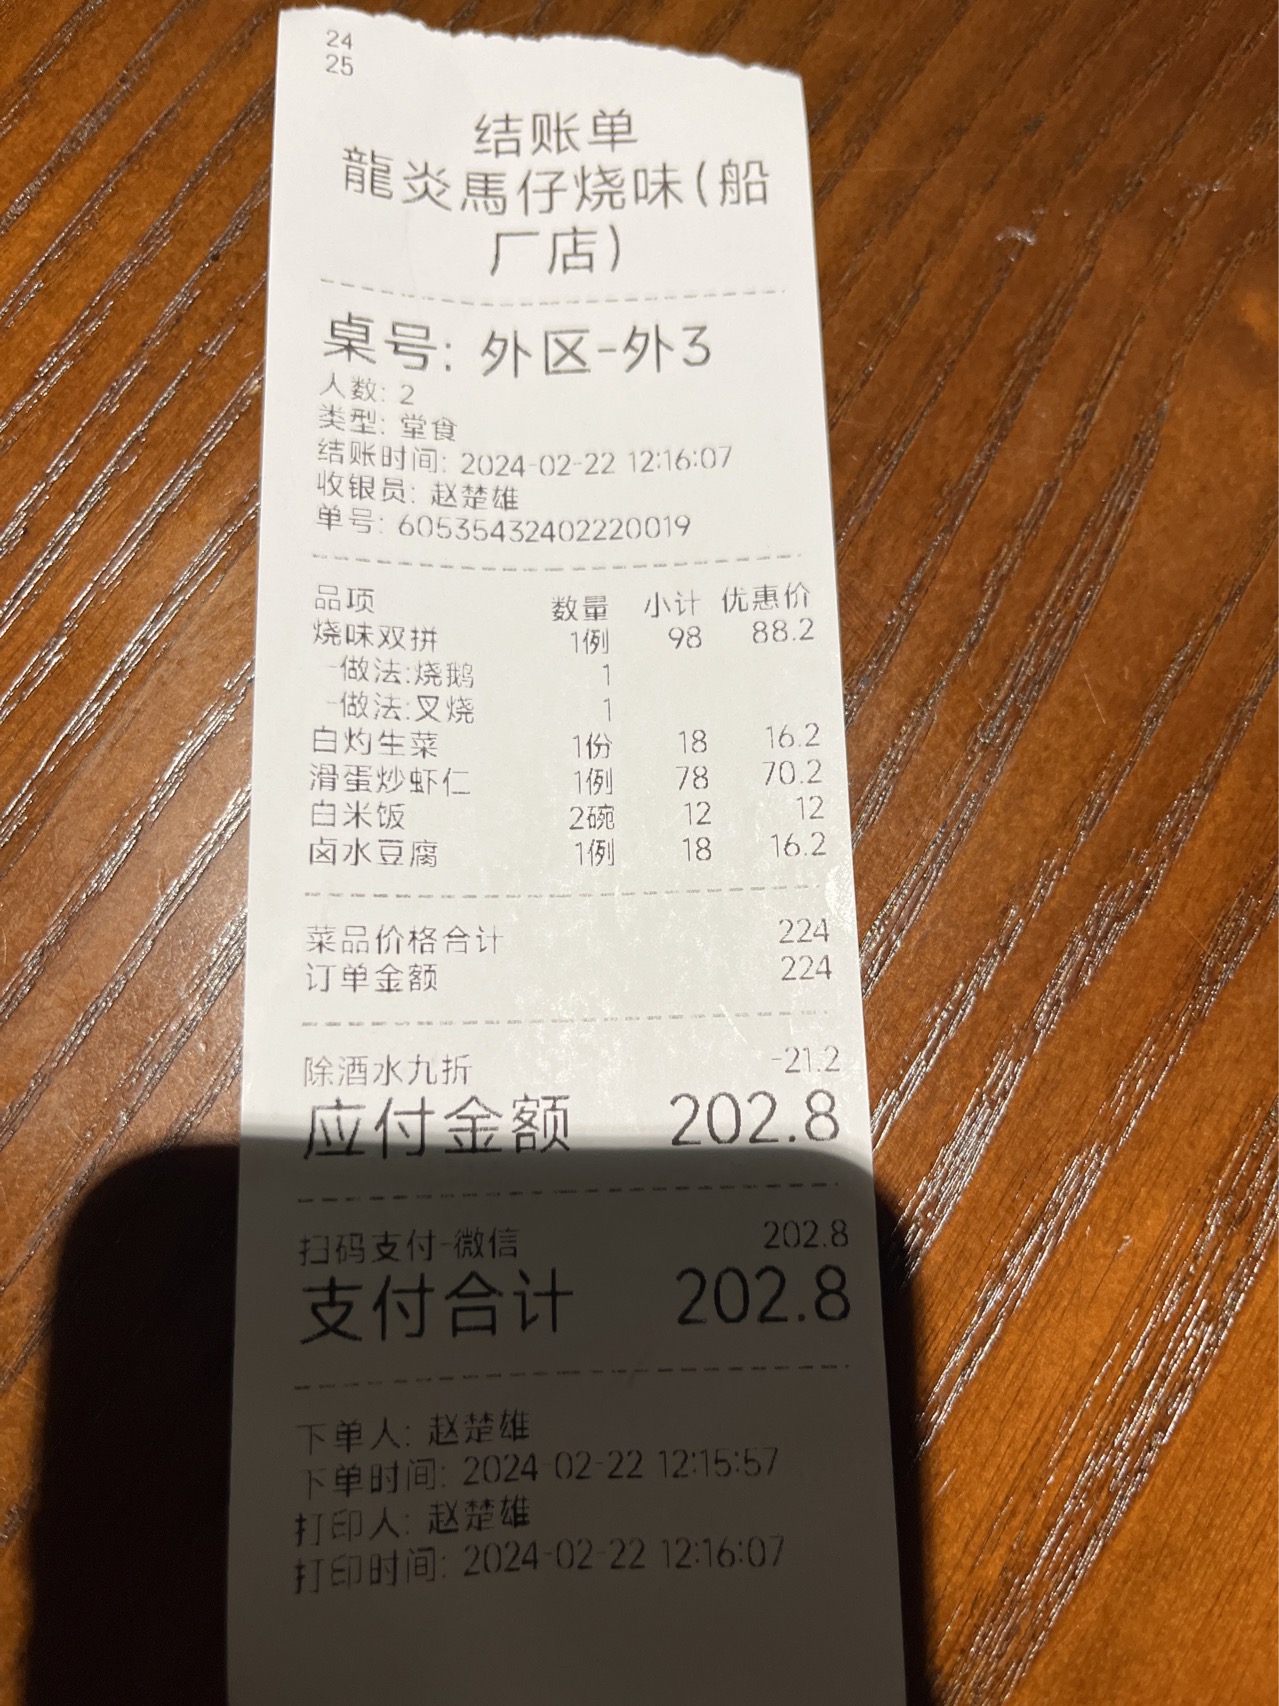 24
25
结账单
龍炎馬仔烧味(船
厂店)
桌号: 外区-外3
人数: 2
类型: 堂食
结账时间: 2024-02-22 12:16:07
收银员: 赵楚雄
单号: 60535432402220019
品项 数量 小计 优惠价
烧味双拼 1例 98 88.2
-做法:烧鹅 1
-做法:叉烧 1
白灼生菜 1份 18 16.2
滑蛋炒虾仁 1例 78 70.2
白米饭 2碗 12 12
卤水豆腐 1例 18 16.2
菜品价格合计 224
订单金额 224
除酒水九折 -21.2
应付金额 202.8
扫码支付-微信 202.8
支付合计 202.8
下单人: 赵楚雄
下单时间: 2024-02-22 12:15:57
打印人: 赵楚雄
打印时间: 2024-02-22 12:16:07